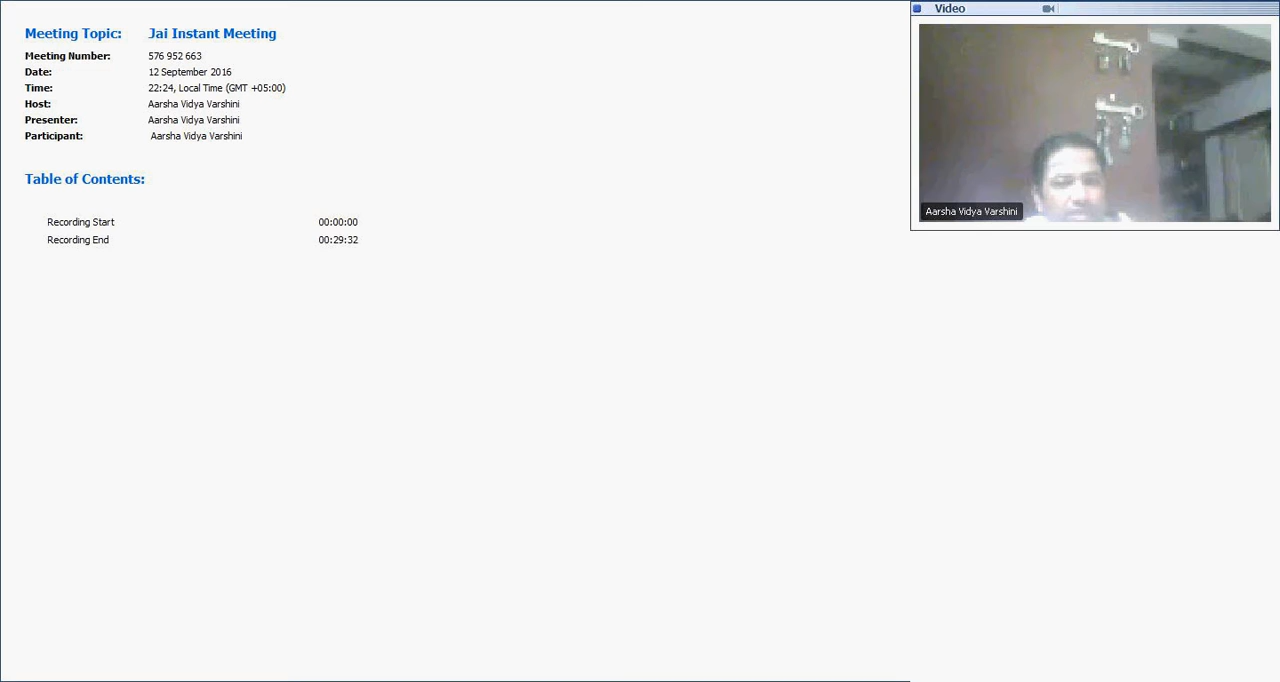 Meeting Topic: Jai Instant Meeting
Meeting Number: 576 952 663
Date: 12 September 2016
Time: 22:24, Local Time (GMT +05:00)
Host: Aarsha Vidya Varshini
Presenter: Aarsha Vidya Varshini
Participant: Aarsha Vidya Varshini
Table of Contents:
Recording Start 00:00:00
Recording End 00:29:32
Video
Aarsha Vidya Varshini